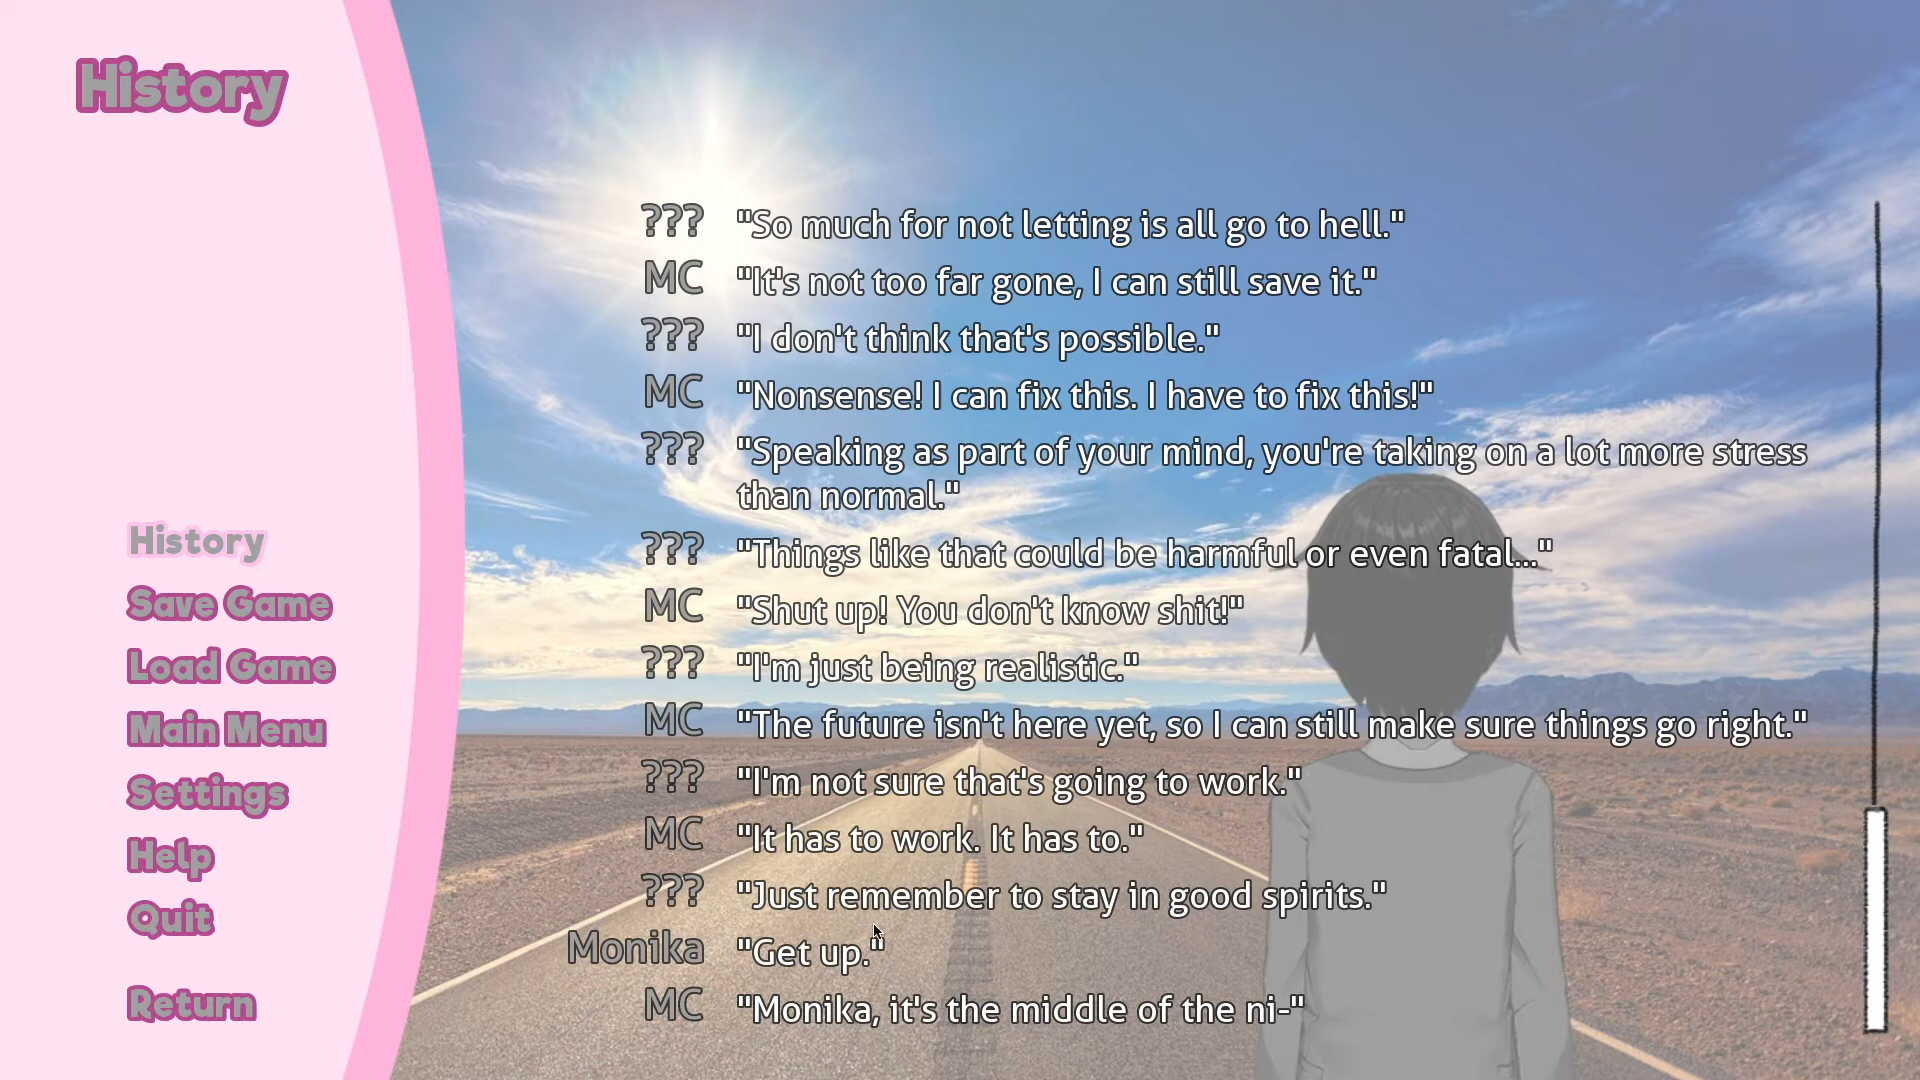 History
??? "So much for not letting is all go to hell."
MC "It's not too far gone, I can still save it."
??? "I don't think that's possible."
MC "Nonsense! I can fix this. I have to fix this!"
??? "Speaking as part of your mind, you're taking on a lot more stress
than normal."
??? "Things like that could be harmful or even fatal..."
MC "Shut up! You don't know shit!"
??? "I'm just being realistic."
MC "The future isn't here yet, so I can still make sure things go right."
??? "I'm not sure that's going to work."
MC "It has to work. It has to."
??? "Just remember to stay in good spirits."
Monika "Get up."
MC "Monika, it's the middle of the ni-"
History
Save Game
Load Game
Main Menu
Settings
Help
Quit
Return